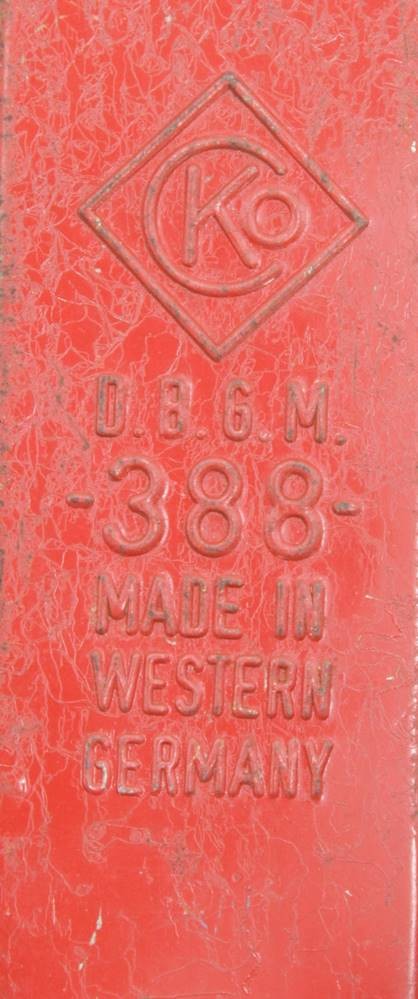 CKO
D.B.G.M.
-388-
MADE IN
WESTERN
GERMANY